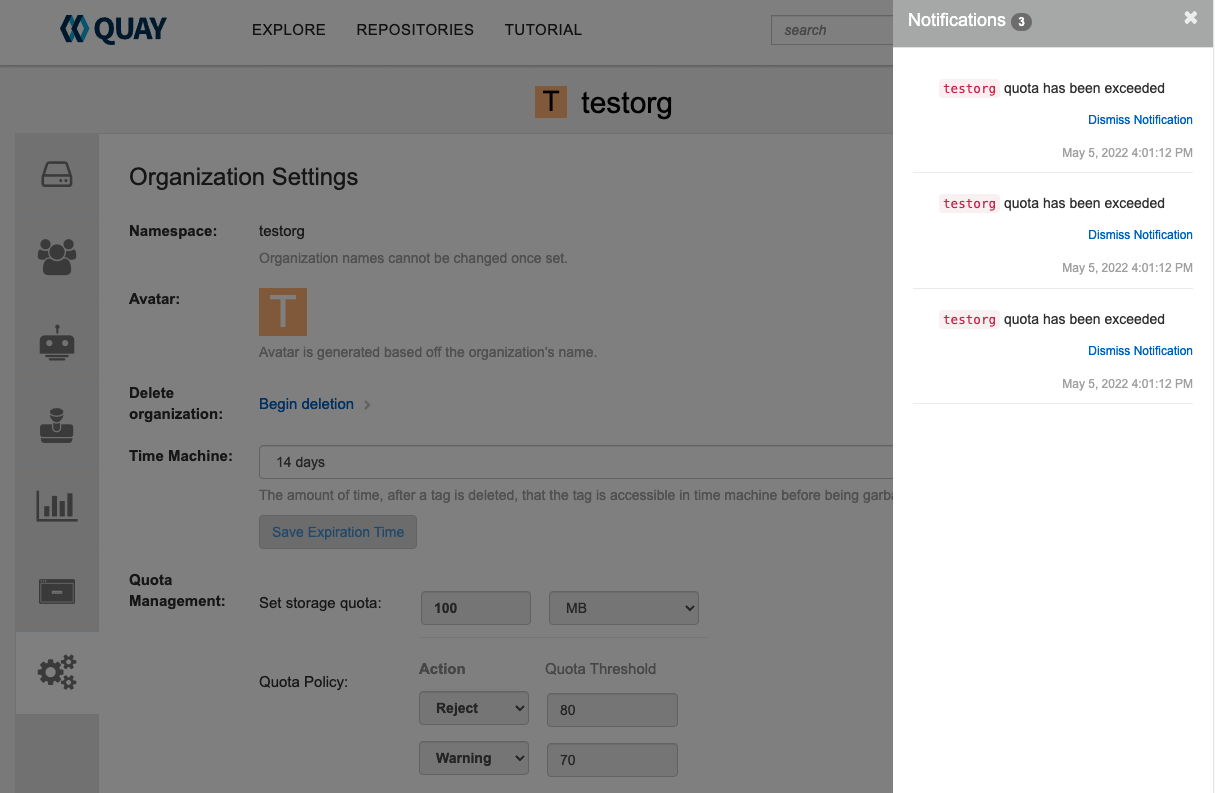 QUAY
EXPLORE REPOSITORIES TUTORIAL
search
Notifications 3
T testorg
testorg quota has been exceeded
Dismiss Notification
May 5, 2022 4:01:12 PM
testorg quota has been exceeded
Dismiss Notification
May 5, 2022 4:01:12 PM
testorg quota has been exceeded
Dismiss Notification
May 5, 2022 4:01:12 PM
Organization Settings
Namespace: testorg
Organization names cannot be changed once set.
Avatar: T
Avatar is generated based off the organization's name.
Delete
organization: Begin deletion
Time Machine: 14 days
The amount of time, after a tag is deleted, that the tag is accessible in time machine before being garba
Save Expiration Time
Quota
Management: Set storage quota: 100 MB
Action Quota Threshold
Quota Policy:
Reject 80
Warning 70